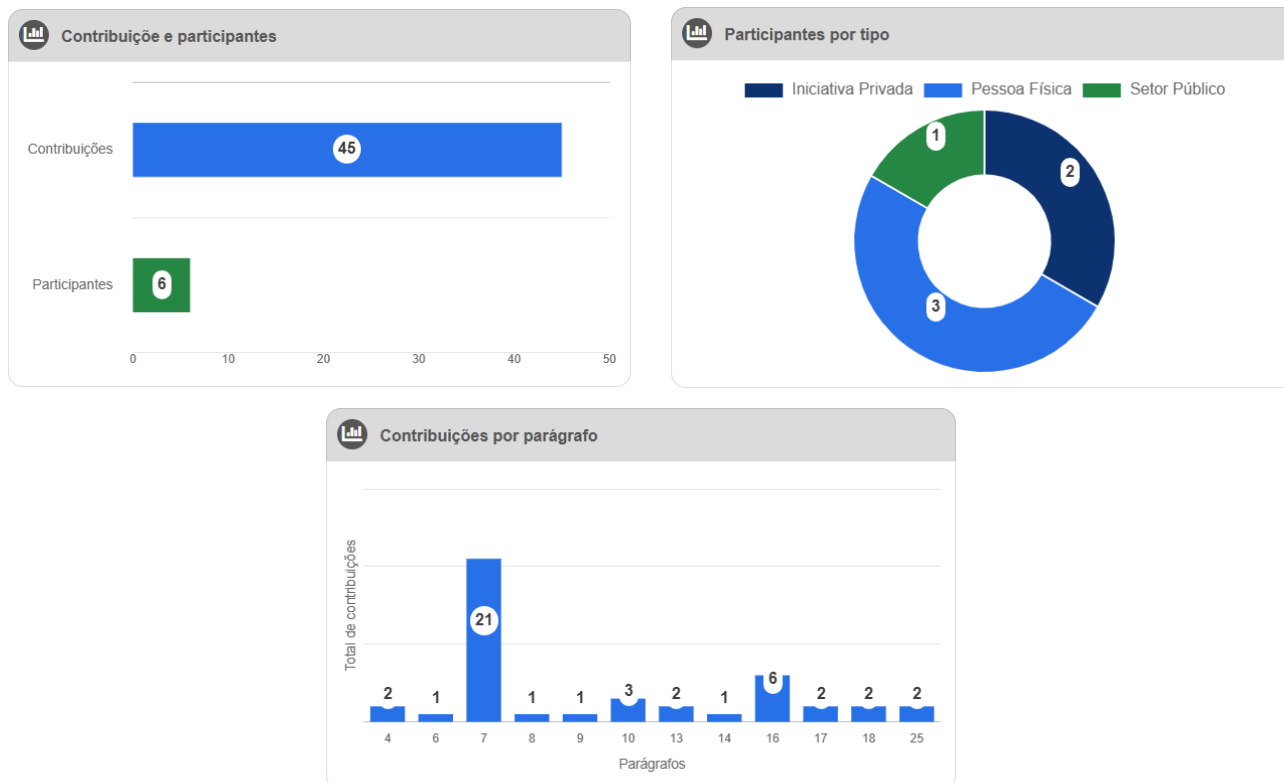 Contribuiçõe e participantes
Contribuições
45
Participantes
6
0 10 20 30 40 50
Participantes por tipo
Iniciativa Privada Pessoa Física Setor Público
1
2
3
Contribuições por parágrafo
Total de contribuições
2 1 21 1 1 3 2 1 6 2 2 2
4 6 7 8 9 10 13 14 16 17 18 25
Parágrafos